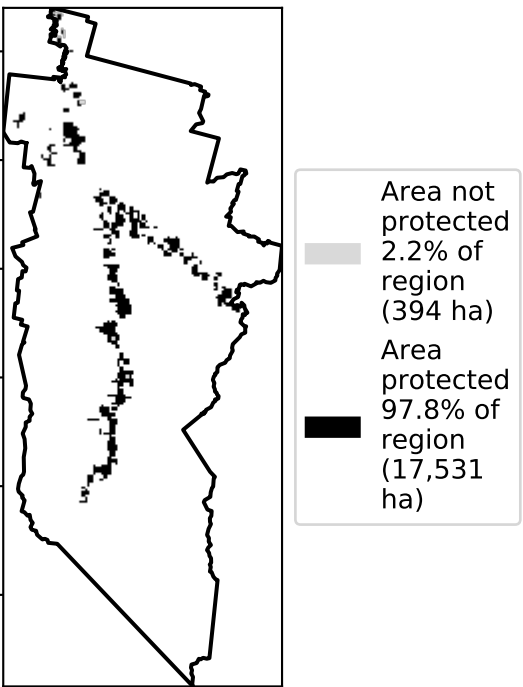 Area not
protected
2.2% of
region
(394 ha)
Area
protected
97.8% of
region
(17,531
ha)